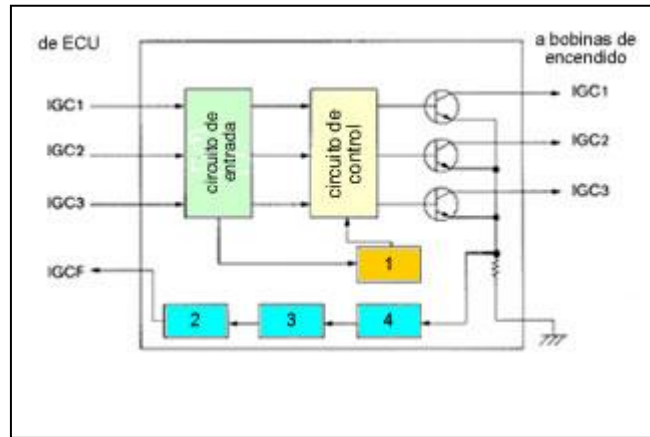 de ECU
a bobinas de
encendido
IGC1
IGC2
IGC3
IGCF
circuito de
entrada
circuito de
control
IGC1
IGC2
IGC3
1
2
3
4